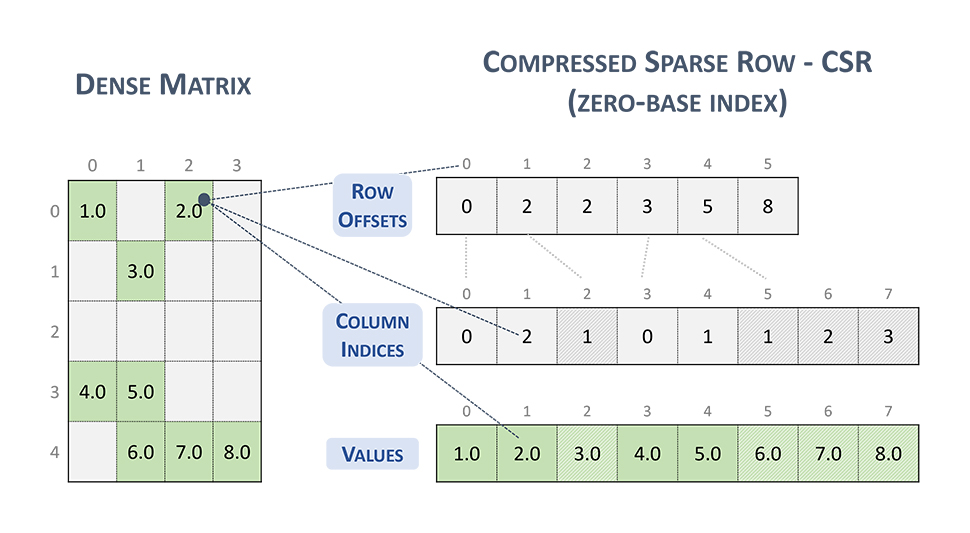 DENSE MATRIX
COMPRESSED SPARSE ROW - CSR
(ZERO-BASE INDEX)
0 1 2 3
0 1.0 2.0
1 3.0
2
3 4.0 5.0
4 6.0 7.0 8.0
0 1 2 3 4 5
ROW
OFFSETS
0 2 2 3 5 8
0 1 2 3 4 5 6 7
COLUMN
INDICES
0 2 1 0 1 1 2 3
0 1 2 3 4 5 6 7
VALUES
1.0 2.0 3.0 4.0 5.0 6.0 7.0 8.0